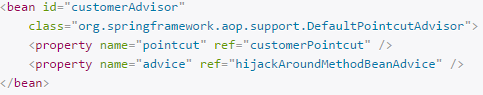 <bean id="customerAdvisor"
class="org.springframework.aop.support.DefaultPointcutAdvisor">
<property name="pointcut" ref="customerPointcut" />
<property name="advice" ref="hijackAroundMethodBeanAdvice" />
</bean>